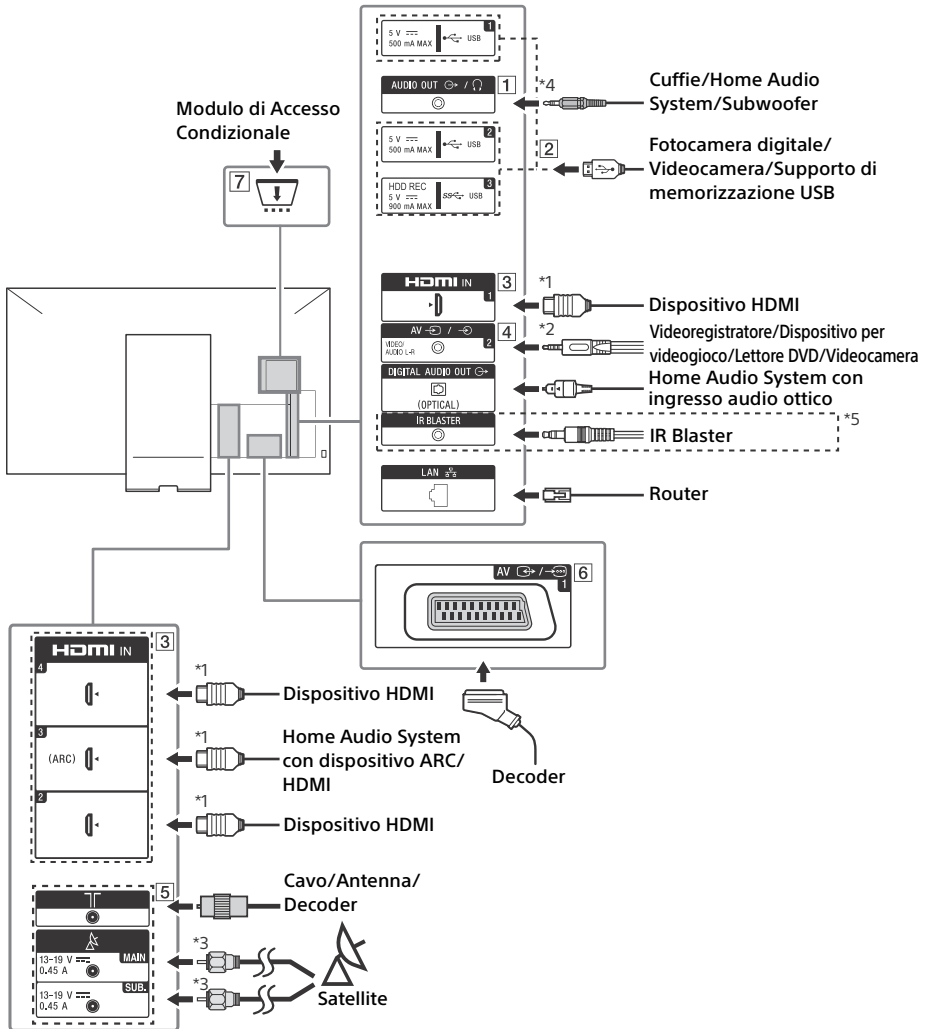 5 V
500 mA MAX
USB
1
AUDIO OUT / 
1
*4
Cuffie/Home Audio
System/Subwoofer
Modulo di Accesso
Condizionale
7
5 V
500 mA MAX
USB
2
2
Fotocamera digitale/
Videocamera/Supporto di
memorizzazione USB
HDD REC
5 V
900 mA MAX
SS USB
3
HDMI IN
1
3
*1
Dispositivo HDMI
AV /
VIDEO/
AUDIO L-R
2
4
*2
Videoregistratore/Dispositivo per
videogioco/Lettore DVD/Videocamera
DIGITAL AUDIO OUT
(OPTICAL)
Home Audio System con
ingresso audio ottico
IR BLASTER
IR Blaster
*5
LAN
Router
AV /
1
6
Decoder
HDMI IN
3
4
*1
Dispositivo HDMI
3
(ARC)
*1
Home Audio System
con dispositivo ARC/
HDMI
2
*1
Dispositivo HDMI
5
Cavo/Antenna/
Decoder
13-19 V
0.45 A
MAIN
*3
13-19 V
0.45 A
SUB.
*3
Satellite